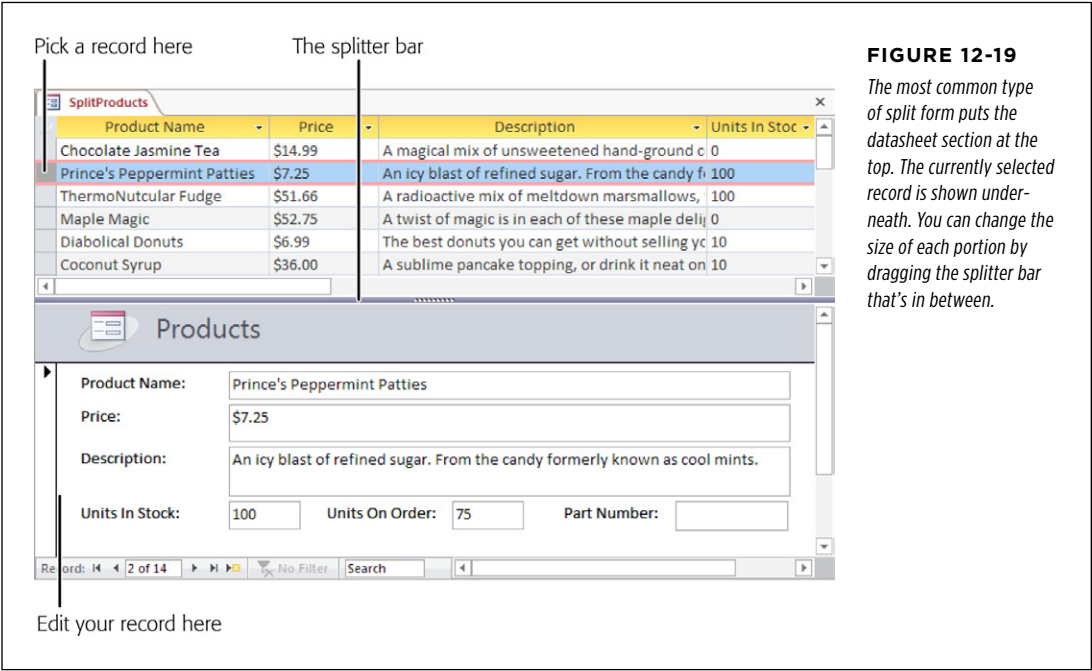 Pick a record here
The splitter bar
SplitProducts
Product Name Price Description Units In Stoc
Chocolate Jasmine Tea $14.99 A magical mix of unsweetened hand-ground c 0
Prince's Peppermint Patties $7.25 An icy blast of refined sugar. From the candy f 100
ThermoNutcular Fudge $51.66 A radioactive mix of meltdown marsmallows, 100
Maple Magic $52.75 A twist of magic is in each of these maple deli 0
Diabolical Donuts $6.99 The best donuts you can get without selling yo 10
Coconut Syrup $36.00 A sublime pancake topping, or drink it neat on 10
Products
Product Name: Prince's Peppermint Patties
Price: $7.25
Description: An icy blast of refined sugar. From the candy formerly known as cool mints.
Units In Stock: 100 Units On Order: 75 Part Number:
Record: 2 of 14 No Filter Search
Edit your record here
FIGURE 12-19
The most common type
of split form puts the
datasheet section at the
top. The currently selected
record is shown under-
neath. You can change the
size of each portion by
dragging the splitter bar
that's in between.